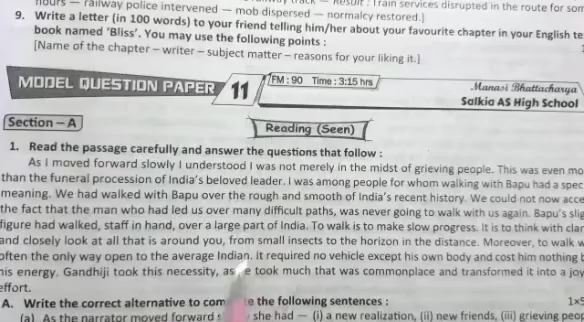 hours — railway police intervened — mob dispersed — normalcy restored.] Result : Train services disrupted in the route for
9. Write a letter (in 100 words) to your friend telling him/her about your favourite chapter in your English te
book named 'Bliss'. You may use the following points :
[Name of the chapter – writer – subject matter – reasons for your liking it.]
MODEL QUESTION PAPER 11 FM : 90 Time : 3:15 hrs Manasi Bhattacharya
Salkia AS High School
Section – A
Reading (Seen)
1. Read the passage carefully and answer the questions that follow :
As I moved forward slowly I understood I was not merely in the midst of grieving people. This was even mo
than the funeral procession of India's beloved leader. I was among people for whom walking with Bapu had a spec
meaning. We had walked with Bapu over the rough and smooth of India's recent history. We could not now acce
the fact that the man who had led us over many difficult paths, was never going to walk with us again. Bapu's slig
figure had walked, staff in hand, over a large part of India. To walk is to make slow progress. It is to think with clar
and closely look at all that is around you, from small insects to the horizon in the distance. Moreover, to walk w
often the only way open to the average Indian. It required no vehicle except his own body and cost him nothing b
his energy. Gandhiji took this necessity, as he took much that was commonplace and transformed it into a joy
effort.
A. Write the correct alternative to com e the following sentences : 1×5
(a) As the narrator moved forward she had — (i) a new realization, (ii) new friends, (iii) grieving peop